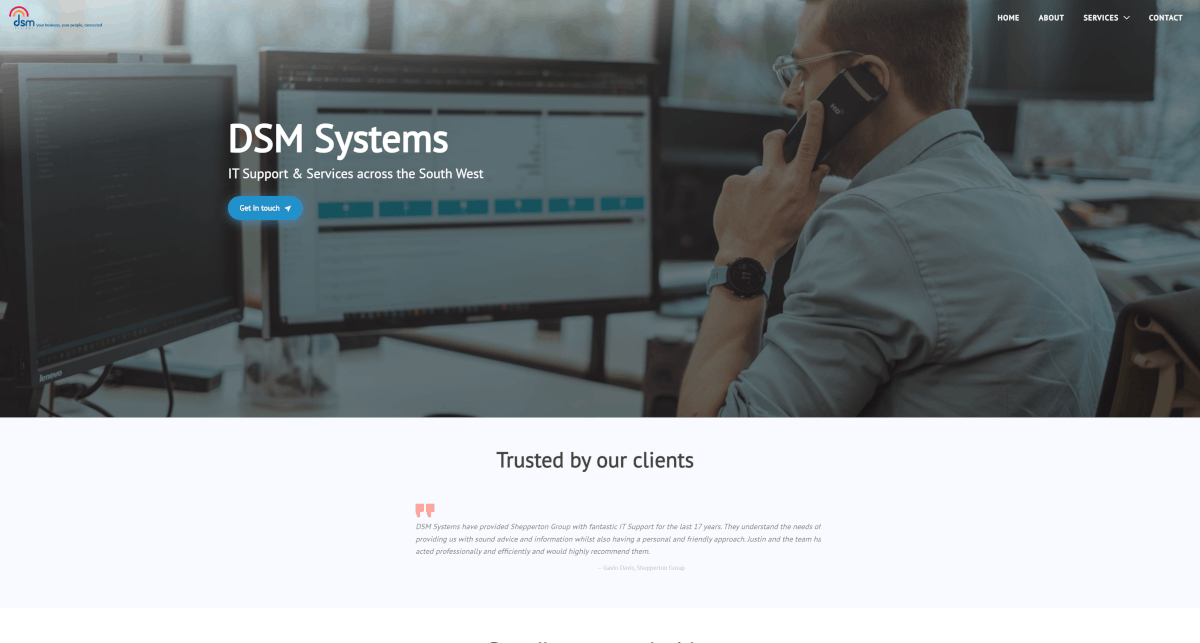 dsm your business, your people, connected
HOME ABOUT SERVICES CONTACT
DSM Systems
IT Support & Services across the South West
Get in touch
lenovo
Trusted by our clients
DSM Systems have provided Shepperton Group with fantastic IT Support for the last 17 years. They understand the needs of
providing us with sound advice and information whilst also having a personal and friendly approach. Justin and the team ha
acted professionally and efficiently and would highly recommend them.
— Gavin Davis, Shepperton Group